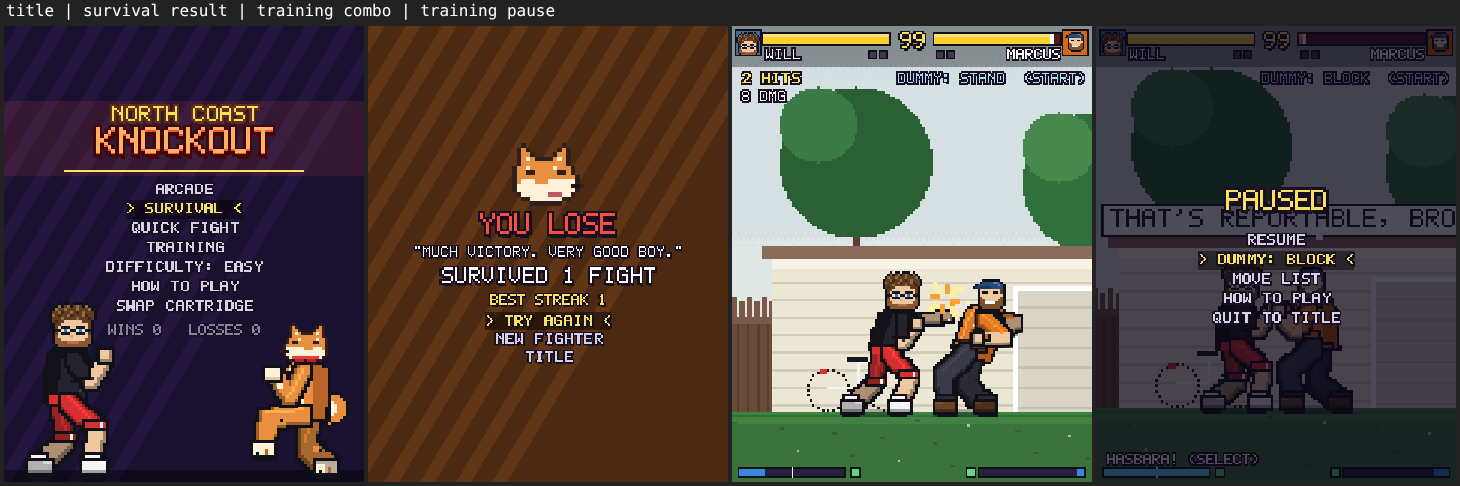 title | survival result | training combo | training pause
NORTH COAST
KNOCKOUT
ARCADE
> SURVIVAL <
QUICK FIGHT
TRAINING
DIFFICULTY: EASY
HOW TO PLAY
SWAP CARTRIDGE
WINS 0 LOSSES 0
YOU LOSE
"MUCH VICTORY. VERY GOOD BOY."
SURVIVED 1 FIGHT
BEST STREAK 1
> TRY AGAIN <
NEW FIGHTER
TITLE
99
WILL
MARCUS
2 HITS
DUMMY: STAND (START)
8 DMG
99
WILL
MARCUS
DUMMY: BLOCK (START)
PAUSED
THAT'S REPORTABLE, BRO
RESUME
> DUMMY: BLOCK <
MOVE LIST
HOW TO PLAY
QUIT TO TITLE
HASBARA! (SELECT)